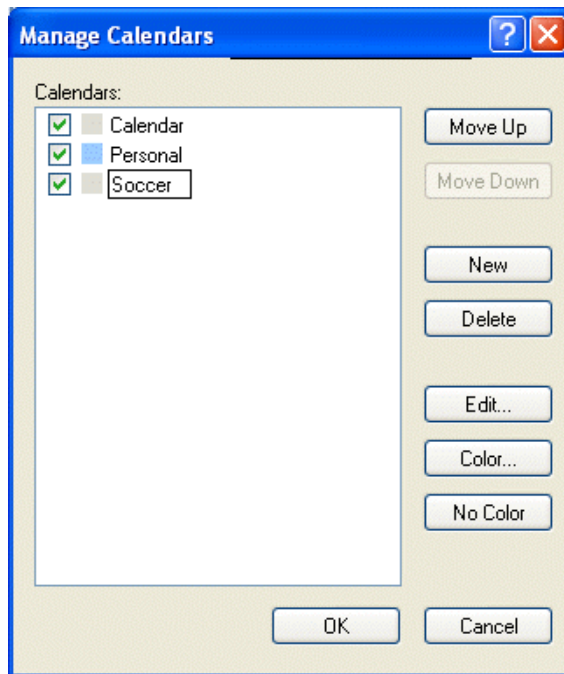 Manage Calendars
Calendars:
Calendar
Personal
Soccer
Move Up
Move Down
New
Delete
Edit...
Color...
No Color
OK
Cancel